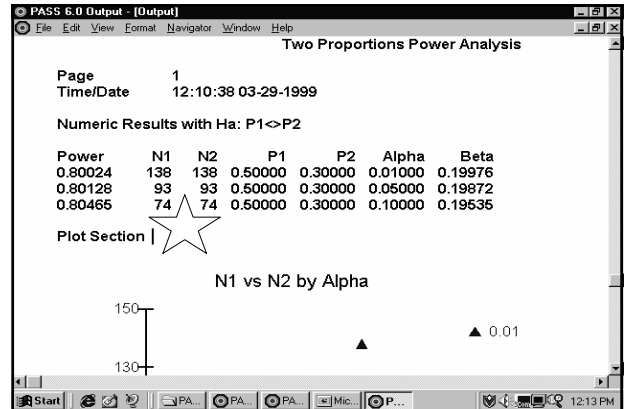 PASS 6.0 Output - [Output]
File Edit View Format Navigator Window Help
Two Proportions Power Analysis
Page 1
Time/Date 12:10:38 03-29-1999
Numeric Results with Ha: P1<>P2
Power N1 N2 P1 P2 Alpha Beta
0.80024 138 138 0.50000 0.30000 0.01000 0.19976
0.80128 93 93 0.50000 0.30000 0.05000 0.19872
0.80465 74 74 0.50000 0.30000 0.10000 0.19535
Plot Section
N1 vs N2 by Alpha
150
0.01
130
Start PA... PA... PA... Mic... P... 12:13 PM